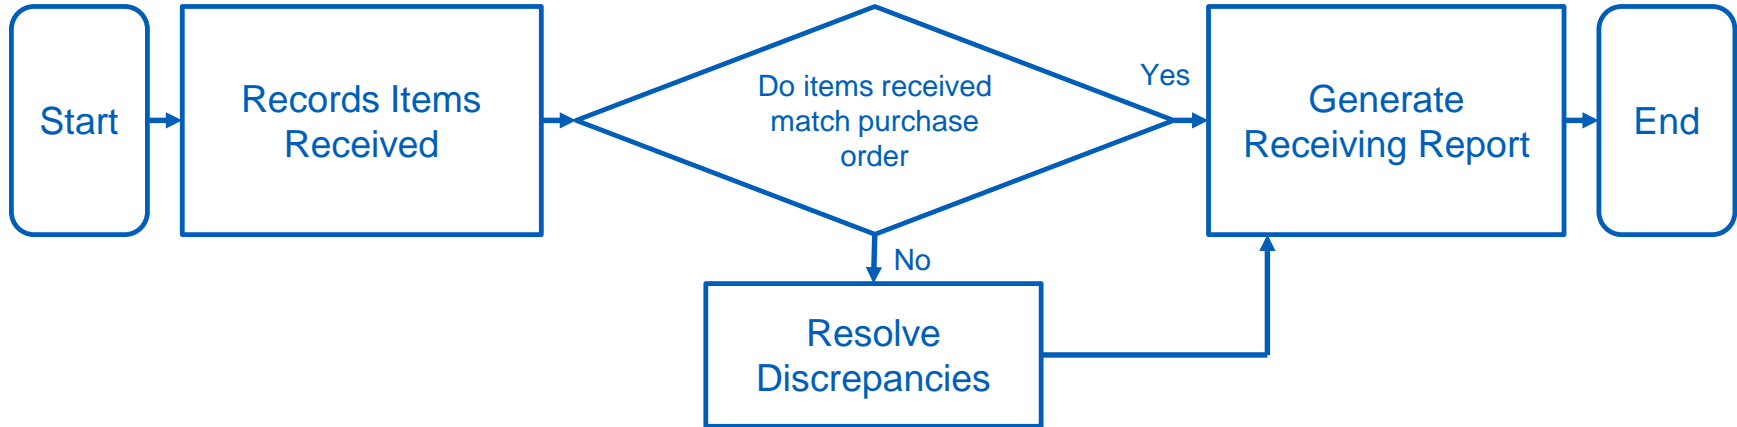 Start
Records Items
Received
Do items received
match purchase
order
Yes
Generate
Receiving Report
End
No
Resolve
Discrepancies